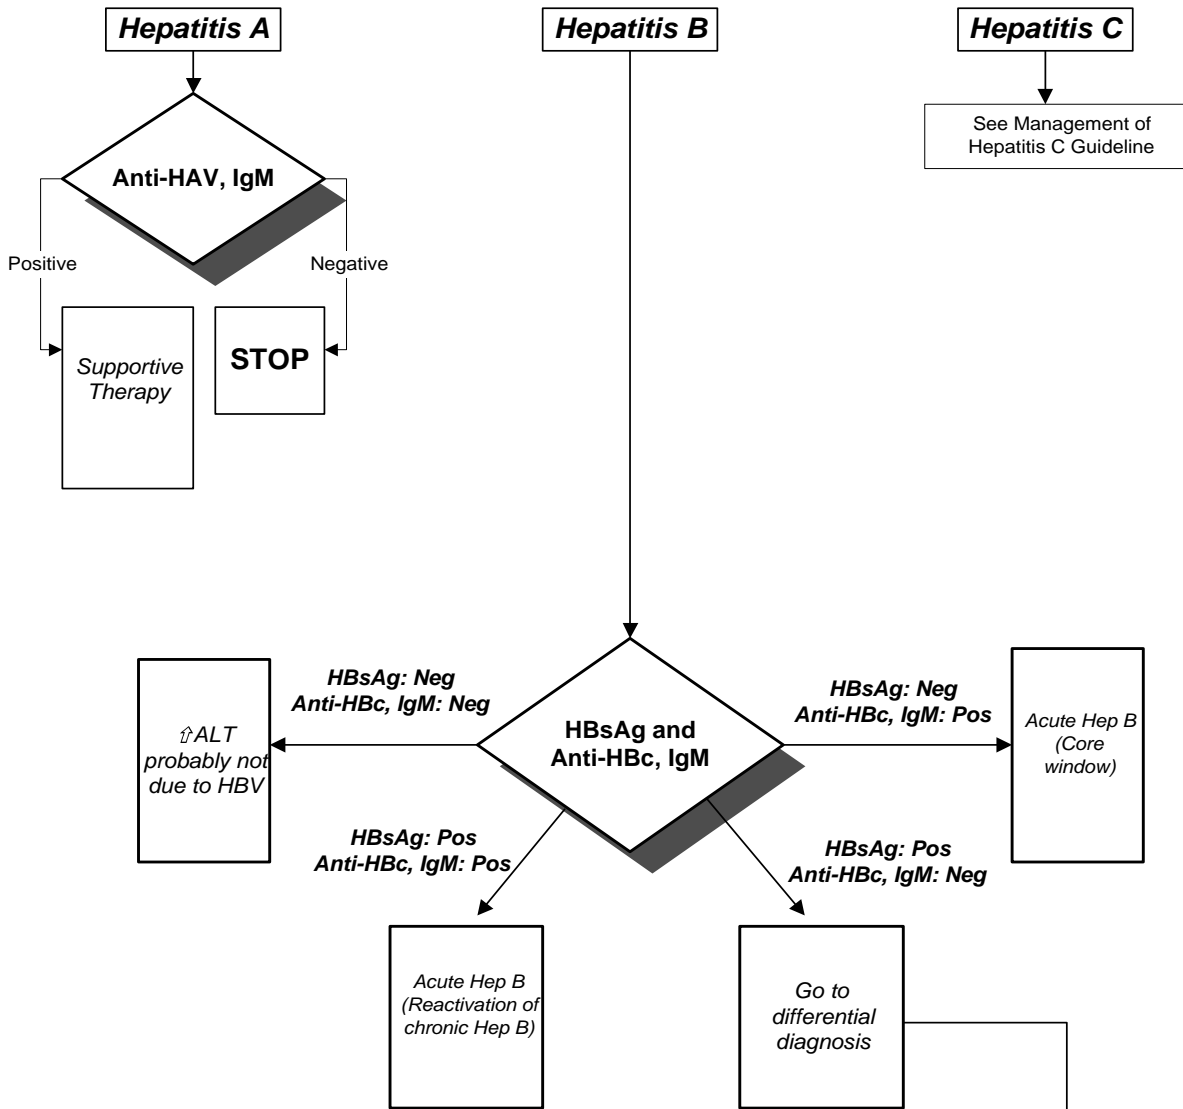 Hepatitis A
Hepatitis B
Hepatitis C
See Management of
Hepatitis C Guideline
Anti-HAV, IgM
Positive
Negative
Supportive
Therapy
STOP
HBsAg: Neg
Anti-HBc, IgM: Neg
HBsAg: Neg
Anti-HBc, IgM: Pos
⇧ALT
probably not
due to HBV
HBsAg and
Anti-HBc, IgM
Acute Hep B
(Core
window)
HBsAg: Pos
Anti-HBc, IgM: Pos
HBsAg: Pos
Anti-HBc, IgM: Neg
Acute Hep B
(Reactivation of
chronic Hep B)
Go to
differential
diagnosis